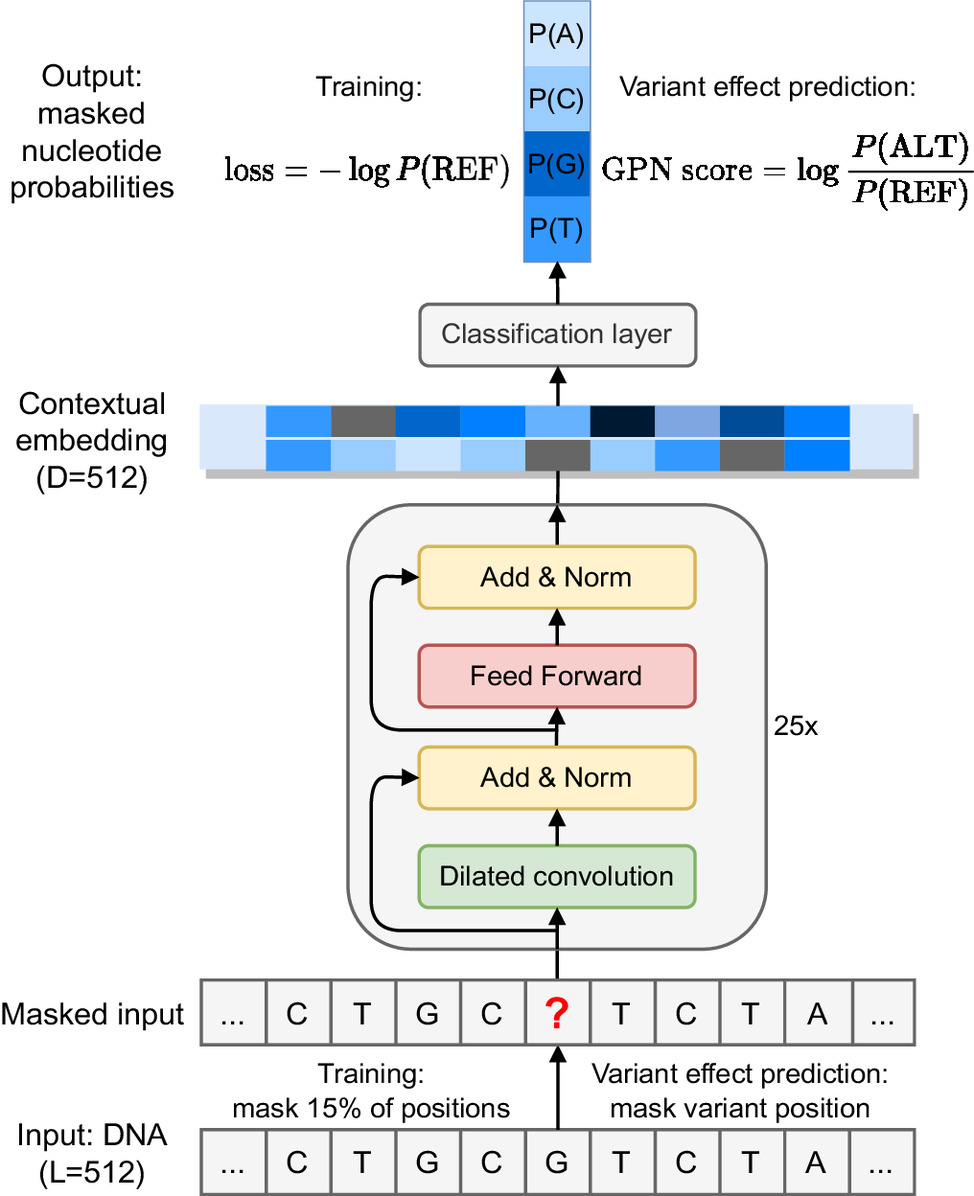 Output:
masked
nucleotide
probabilities
Training:
loss = − log P(REF)
P(A)
P(C)
P(G)
P(T)
Variant effect prediction:
GPN score = log P(ALT) / P(REF)
Classification layer
Contextual
embedding
(D=512)
Add & Norm
Feed Forward
25x
Add & Norm
Dilated convolution
Masked input
... C T G C ? T C T A ...
Training:
mask 15% of positions
Variant effect prediction:
mask variant position
Input: DNA
(L=512)
... C T G C G T C T A ...